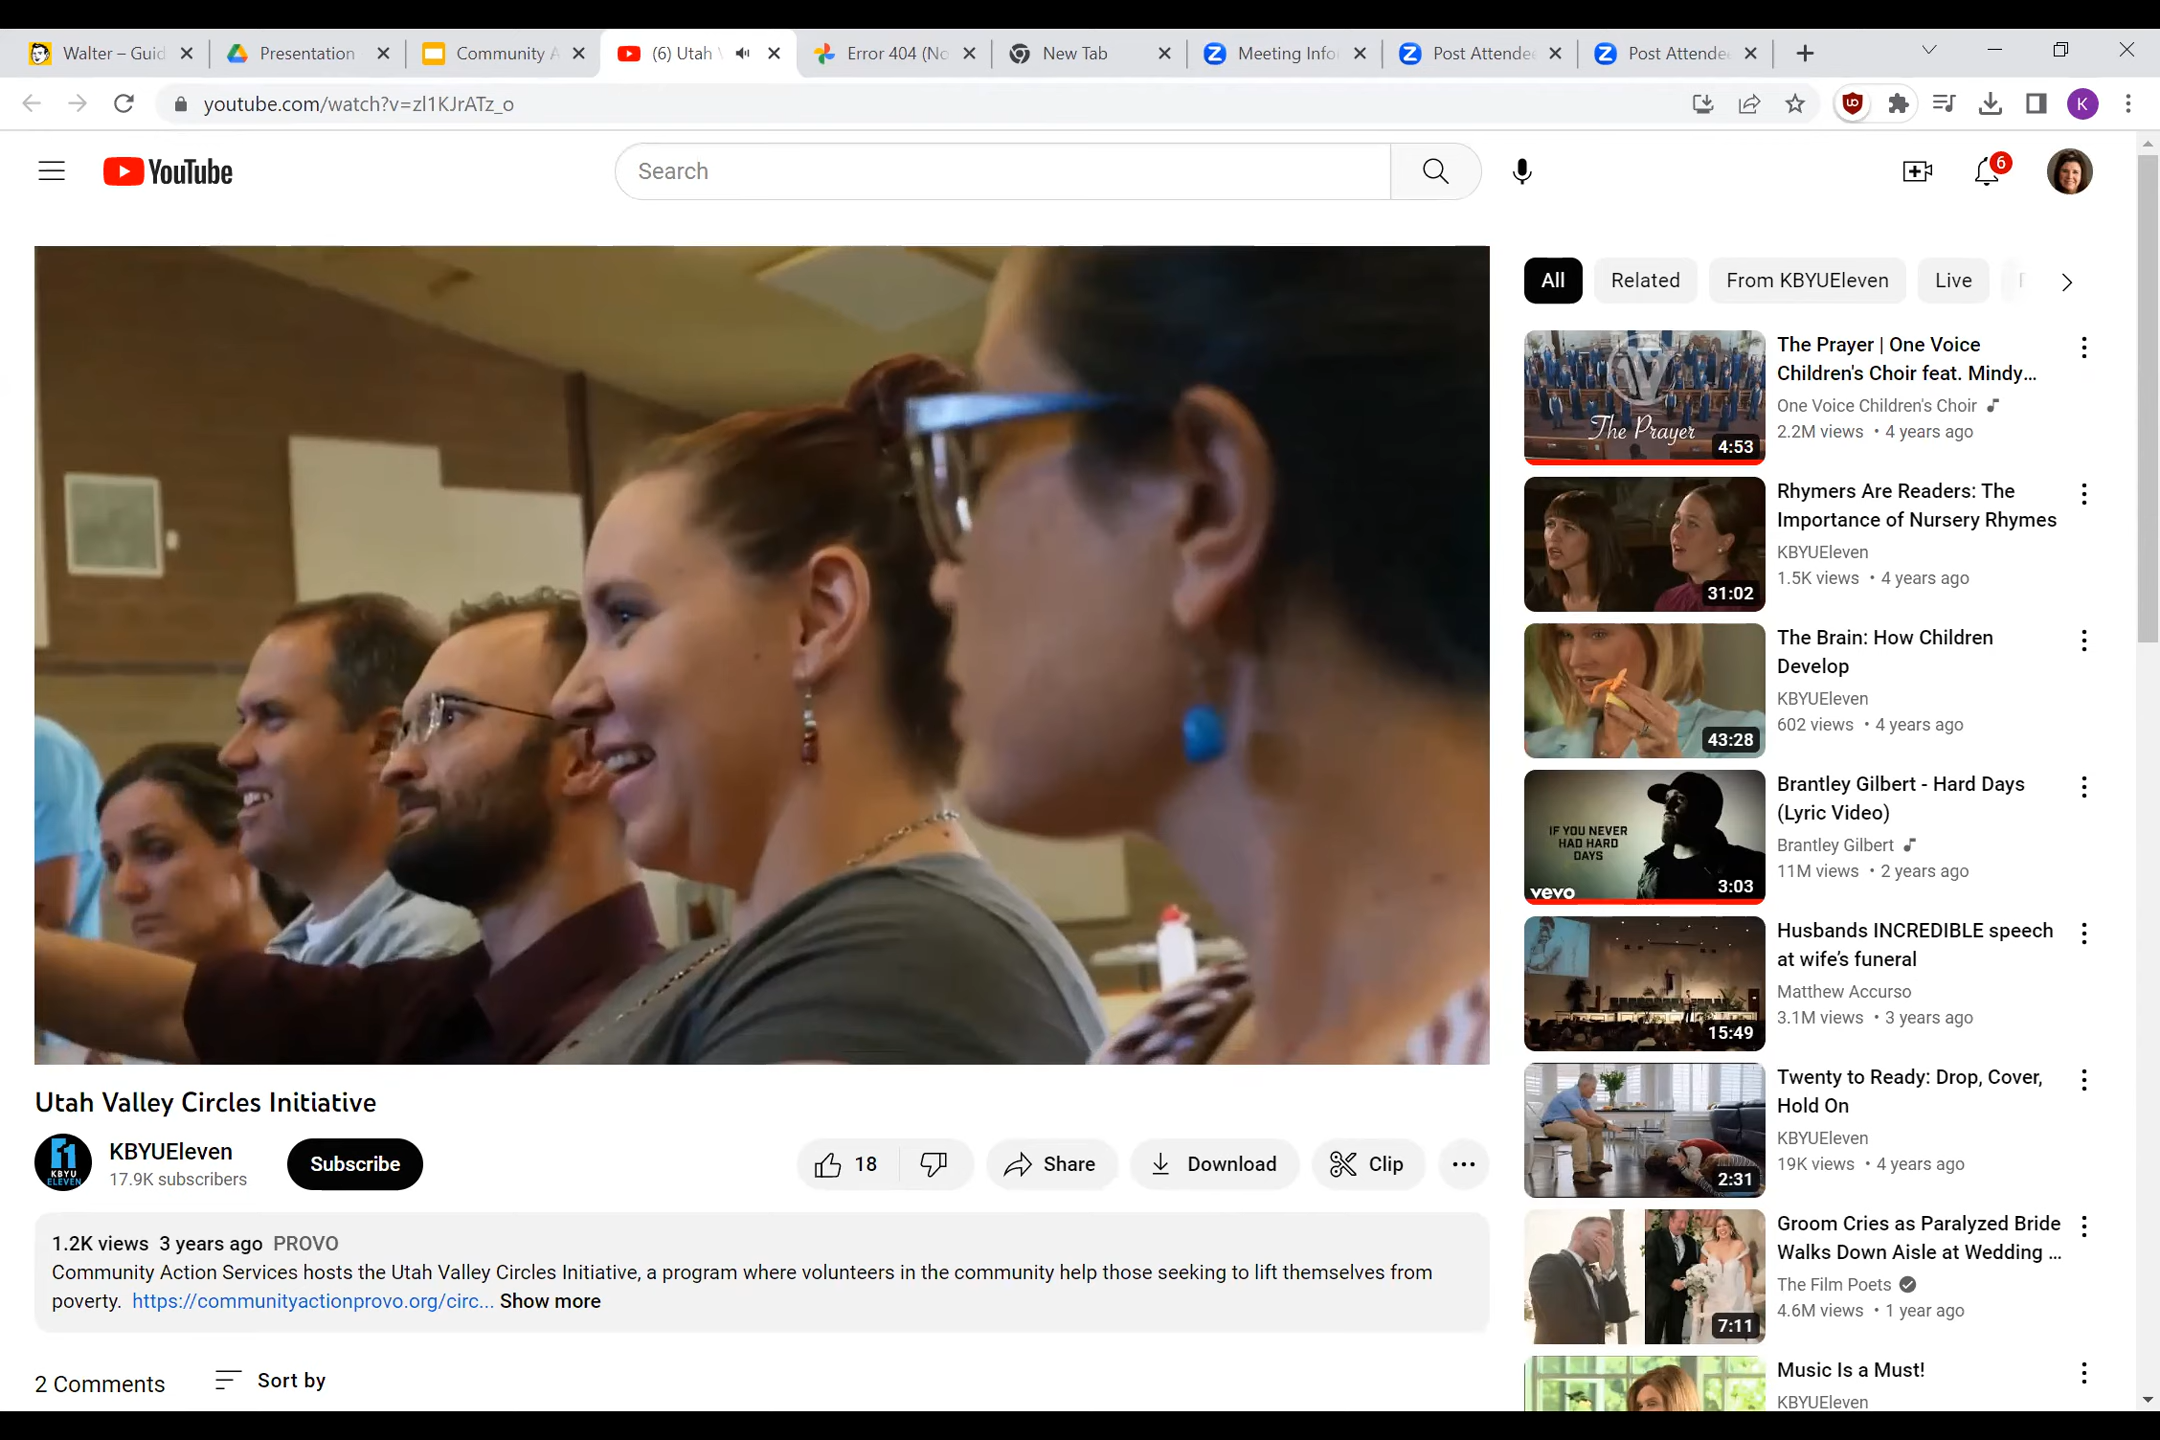 Walter – Guid
Presentation
Community A
(6) Utah V
Error 404 (No
New Tab
Meeting Info
Post Attendee
Post Attendee
youtube.com/watch?v=zl1KJrATz_o
K
YouTube
Search
6
All
Related
From KBYUEleven
Live
The Prayer
4:53
The Prayer | One Voice
Children's Choir feat. Mindy...
One Voice Children's Choir
2.2M views • 4 years ago
31:02
Rhymers Are Readers: The
Importance of Nursery Rhymes
KBYUEleven
1.5K views • 4 years ago
43:28
The Brain: How Children
Develop
KBYUEleven
602 views • 4 years ago
IF YOU NEVER
HAD HARD
DAYS
vevo
3:03
Brantley Gilbert - Hard Days
(Lyric Video)
Brantley Gilbert
11M views • 2 years ago
15:49
Husbands INCREDIBLE speech
at wife's funeral
Matthew Accurso
3.1M views • 3 years ago
2:31
Twenty to Ready: Drop, Cover,
Hold On
KBYUEleven
19K views • 4 years ago
7:11
Groom Cries as Paralyzed Bride
Walks Down Aisle at Wedding ...
The Film Poets
4.6M views • 1 year ago
Music Is a Must!
KBYUEleven
Utah Valley Circles Initiative
KBYU
ELEVEN
KBYUEleven
17.9K subscribers
Subscribe
18
Share
Download
Clip
1.2K views 3 years ago PROVO
Community Action Services hosts the Utah Valley Circles Initiative, a program where volunteers in the community help those seeking to lift themselves from
poverty. https://communityactionprovo.org/circ... Show more
2 Comments
Sort by